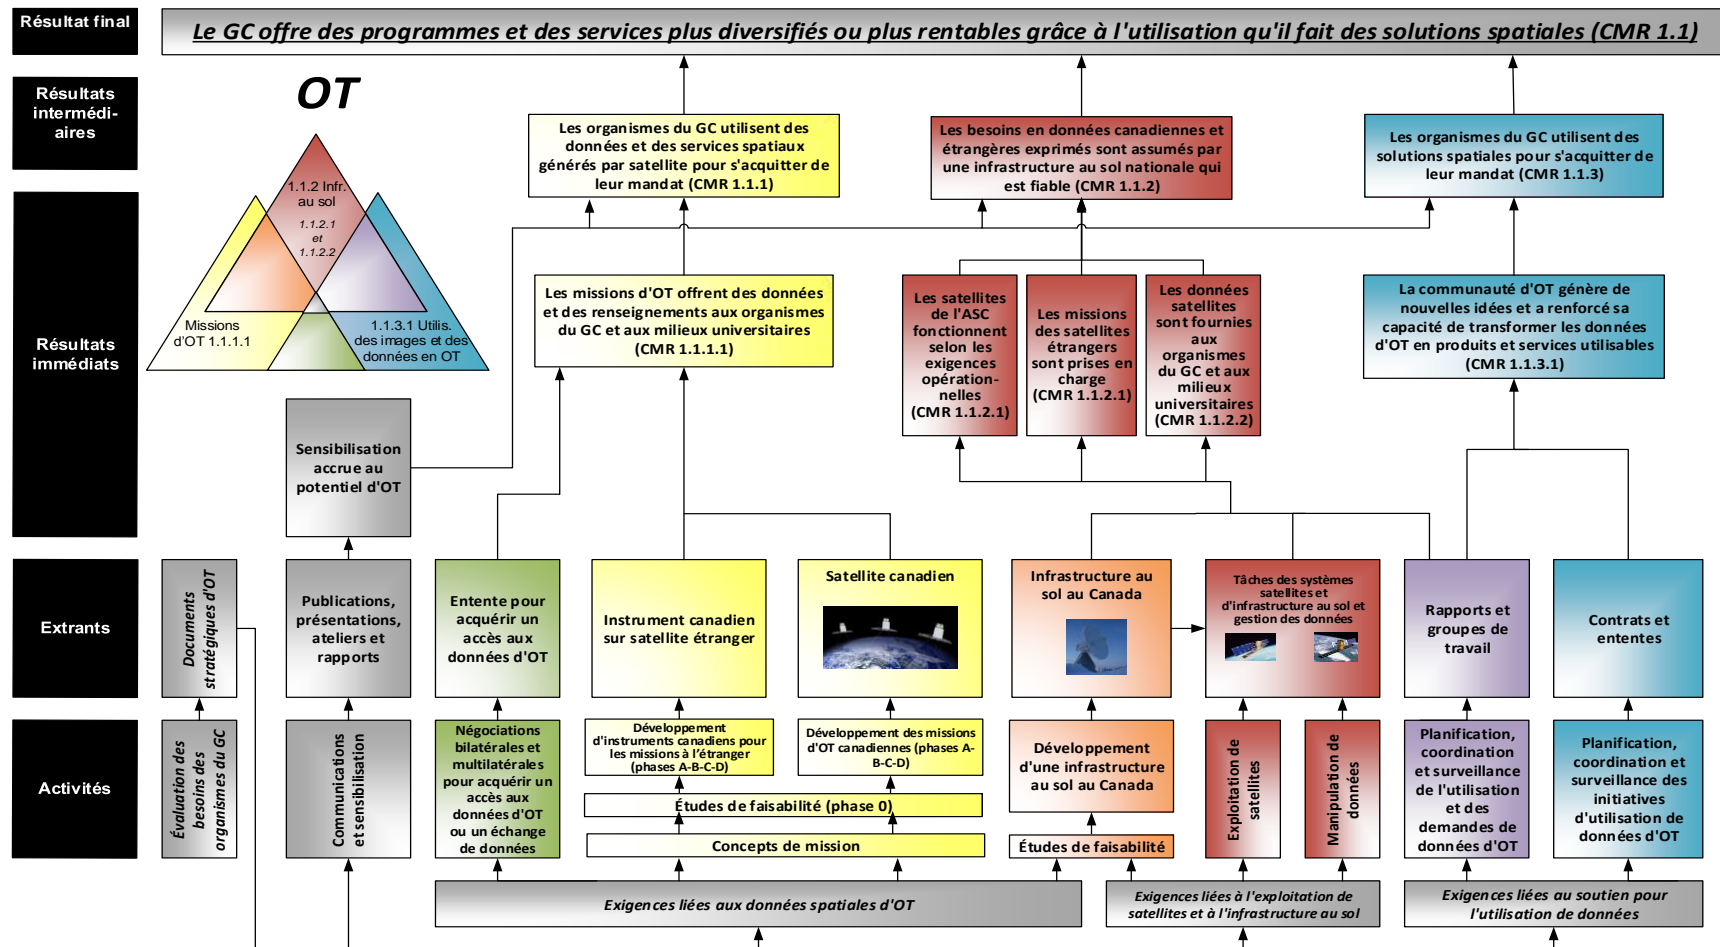 Résultat final
Le GC offre des programmes et des services plus diversifiés ou plus rentables grâce à l'utilisation qu'il fait des solutions spatiales (CMR 1.1)
Résultats
intermédi-
aires
OT
Les organismes du GC utilisent des
données et des services spatiaux
générés par satellite pour s'acquitter de
leur mandat (CMR 1.1.1)
Les besoins en données canadiennes et
étrangères exprimés sont assumés par
une infrastructure au sol nationale qui
est fiable (CMR 1.1.2)
Les organismes du GC utilisent des
solutions spatiales pour s'acquitter de
leur mandat (CMR 1.1.3)
1.1.2 Infr.
au sol
1.1.2.1
et
1.1.2.2
Missions
d'OT 1.1.1.1
1.1.3.1 Utilis.
des images et des
données en OT
Résultats
immédiats
Les missions d'OT offrent des données
et des renseignements aux organismes
du GC et aux milieux universitaires
(CMR 1.1.1.1)
Les satellites
de l'ASC
fonctionnent
selon les
exigences
opération-
nelles
(CMR 1.1.2.1)
Les missions
des satellites
étrangers
sont prises en
charge
(CMR 1.1.2.1)
Les données
satellites
sont fournies
aux
organismes
du GC et aux
milieux
universitaires
(CMR 1.1.2.2)
La communauté d'OT génère de
nouvelles idées et a renforcé sa
capacité de transformer les données
d'OT en produits et services utilisables
(CMR 1.1.3.1)
Sensibilisation
accrue au
potentiel d'OT
Extrants
Documents
stratégiques d'OT
Publications,
présentations,
ateliers et
rapports
Entente pour
acquérir un
accès aux
données d'OT
Instrument canadien
sur satellite étranger
Satellite canadien
Infrastructure au
sol au Canada
Tâches des systèmes
satellites et
d'infrastructure au sol et
gestion des données
Rapports et
groupes de
travail
Contrats et
ententes
Activités
Évaluation des
besoins des
organismes du GC
Communications
et sensibilisation
Négociations
bilatérales et
multilatérales
pour acquérir un
accès aux
données d'OT
ou un échange
de données
Développement
d'instruments canadiens pour
les missions à l'étranger
(phases A-B-C-D)
Développement des missions
d'OT canadiennes (phases A-
B-C-D)
Études de faisabilité (phase 0)
Concepts de mission
Développement
d'une infrastructure
au sol au Canada
Études de faisabilité
Exploitation de
satellites
Manipulation de
données
Planification,
coordination
et surveillance
de l'utilisation
et des
demandes de
données d'OT
Planification,
coordination et
surveillance des
initiatives
d'utilisation de
données d'OT
Exigences liées aux données spatiales d'OT
Exigences liées à l'exploitation de
satellites et à l'infrastructure au sol
Exigences liées au soutien pour
l'utilisation de données